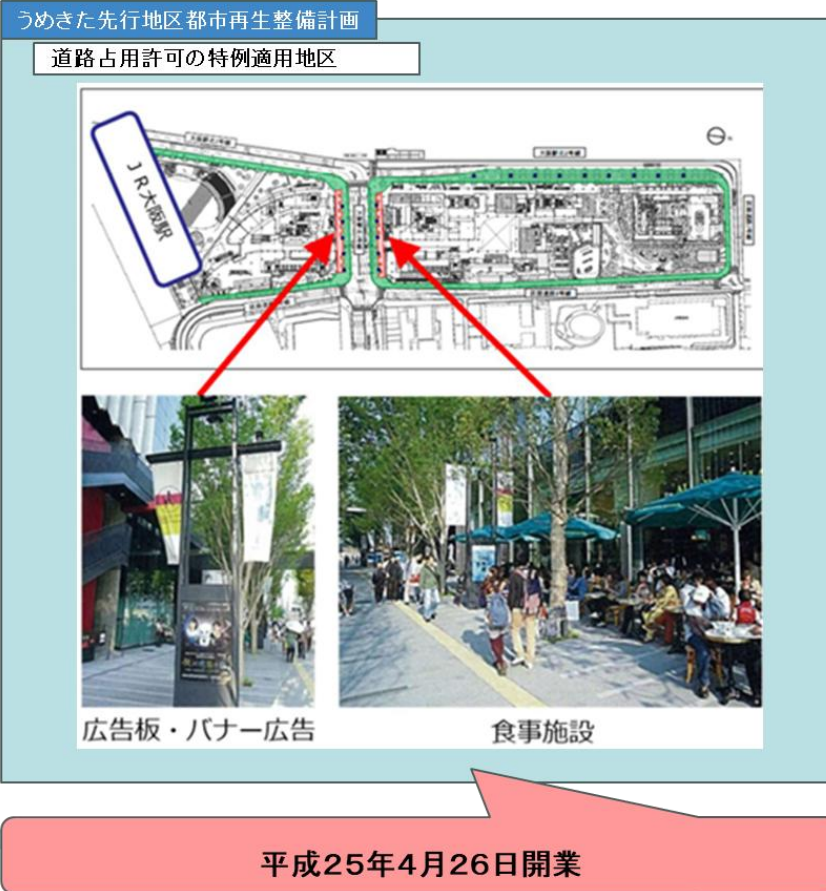 うめきた先行地区都市再生整備計画
道路占用許可の特例適用地区
JR大阪駅
広告板・バナー広告
食事施設
平成25年4月26日開業